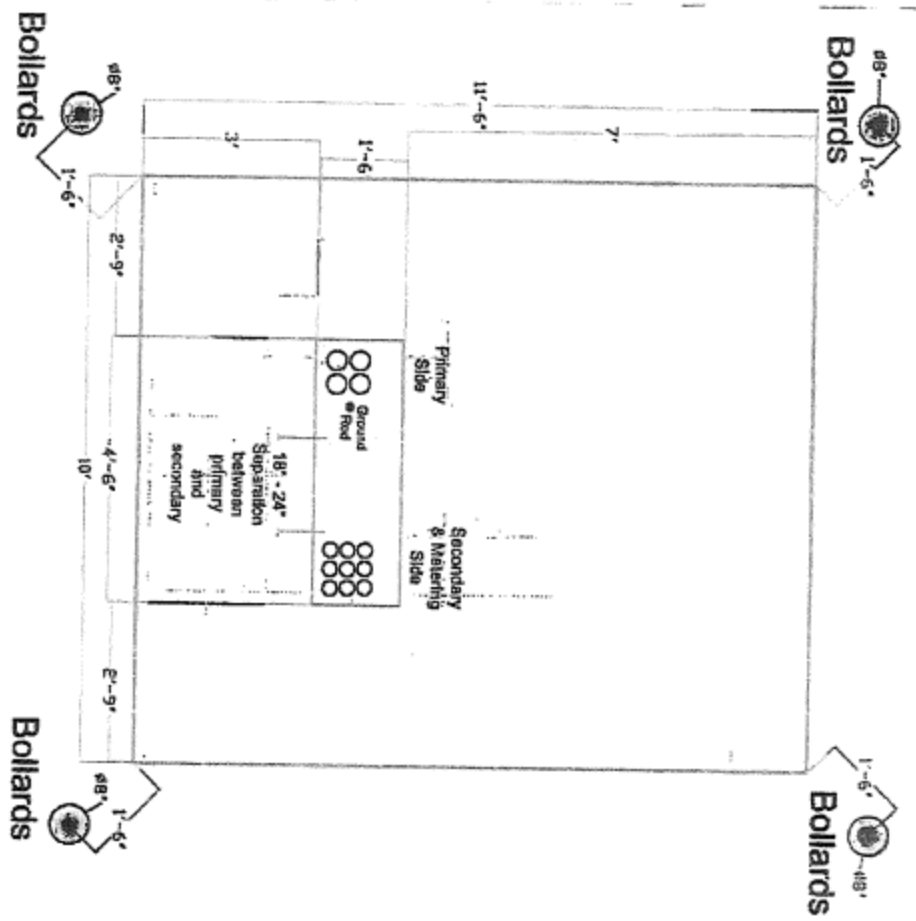 Bollards
ø8"
1'-6"
Bollards
ø8"
1'-6"
11'-6"
3'
1'-6
7'
2'-9"
4'-6"
10'
2'-9"
Primary
Side
Ground
Rod
18" - 24"
Separation
between
primary
and
secondary
Secondary
& Metering
Side
Bollards
ø8"
1'-6"
Bollards
ø8"
1'-6"